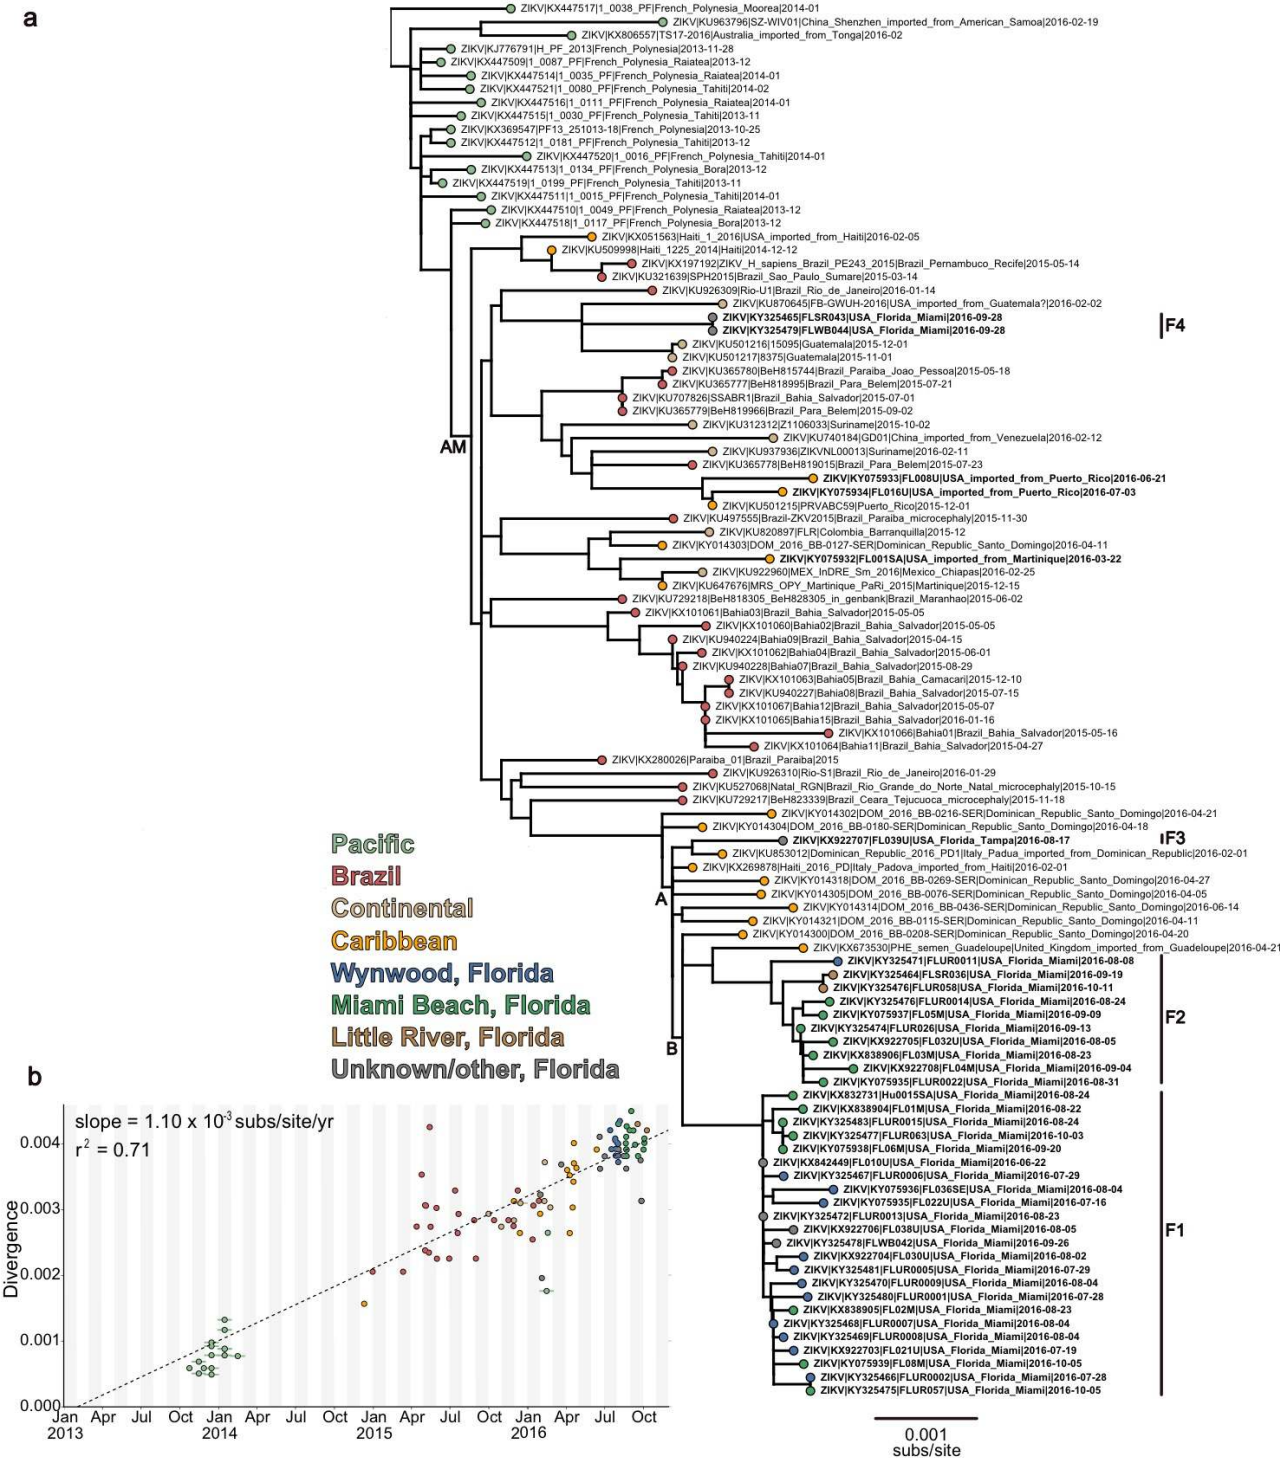 a
ZIKV|KX447517|1_0038_PF|French_Polynesia_Moorea|2014-01
ZIKV|KU963796|SZ-WIV01|China_Shenzhen_imported_from_American_Samoa|2016-02-19
ZIKV|KX806557|TS17-2016|Australia_imported_from_Tonga|2016-02
ZIKV|KJ776791|H_PF_2013|French_Polynesia|2013-11-28
ZIKV|KX447509|1_0087_PF|French_Polynesia_Raiatea|2013-12
ZIKV|KX447514|1_0035_PF|French_Polynesia_Raiatea|2014-01
ZIKV|KX447521|1_0080_PF|French_Polynesia_Tahiti|2014-02
ZIKV|KX447516|1_0111_PF|French_Polynesia_Raiatea|2014-01
ZIKV|KX447515|1_0030_PF|French_Polynesia_Tahiti|2013-11
ZIKV|KX369547|PF13_251013-18|French_Polynesia|2013-10-25
ZIKV|KX447512|1_0181_PF|French_Polynesia_Tahiti|2013-12
ZIKV|KX447520|1_0016_PF|French_Polynesia_Tahiti|2014-01
ZIKV|KX447513|1_0134_PF|French_Polynesia_Bora|2013-12
ZIKV|KX447519|1_0199_PF|French_Polynesia_Tahiti|2013-11
ZIKV|KX447511|1_0015_PF|French_Polynesia_Tahiti|2014-01
ZIKV|KX447510|1_0049_PF|French_Polynesia_Raiatea|2013-12
ZIKV|KX447518|1_0117_PF|French_Polynesia_Bora|2013-12
ZIKV|KX051563|Haiti_1_2016|USA_imported_from_Haiti|2016-02-05
ZIKV|KU509998|Haiti_1225_2014|Haiti|2014-12-12
ZIKV|KX197192|ZIKV_H_sapiens_Brazil_PE243_2015|Brazil_Pernambuco_Recife|2015-05-14
ZIKV|KU321639|SPH2015|Brazil_Sao_Paulo_Sumare|2015-03-14
ZIKV|KU926309|Rio-U1|Brazil_Rio_de_Janeiro|2016-01-14
ZIKV|KU870645|FB-GWUH-2016|USA_imported_from_Guatemala?|2016-02-02
ZIKV|KY325465|FLSR043|USA_Florida_Miami|2016-09-28
ZIKV|KY325479|FLWB044|USA_Florida_Miami|2016-09-28
F4
ZIKV|KU501216|15095|Guatemala|2015-12-01
ZIKV|KU501217|8375|Guatemala|2015-11-01
ZIKV|KU365780|BeH815744|Brazil_Paraiba_Joao_Pessoa|2015-05-18
ZIKV|KU365777|BeH818995|Brazil_Para_Belem|2015-07-21
ZIKV|KU707826|SSABR1|Brazil_Bahia_Salvador|2015-07-01
ZIKV|KU365779|BeH819966|Brazil_Para_Belem|2015-09-02
ZIKV|KU312312|Z1106033|Suriname|2015-10-02
ZIKV|KU740184|GD01|China_imported_from_Venezuela|2016-02-12
AM
ZIKV|KU937936|ZIKVNL00013|Suriname|2016-02-11
ZIKV|KU365778|BeH819015|Brazil_Para_Belem|2015-07-23
ZIKV|KY075933|FL008U|USA_imported_from_Puerto_Rico|2016-06-21
ZIKV|KY075934|FL016U|USA_imported_from_Puerto_Rico|2016-07-03
ZIKV|KU501215|PRVABC59|Puerto_Rico|2015-12-01
ZIKV|KU497555|Brazil-ZKV2015|Brazil_Paraiba_microcephaly|2015-11-30
ZIKV|KU820897|FLR|Colombia_Barranquilla|2015-12
ZIKV|KY014303|DOM_2016_BB-0127-SER|Dominican_Republic_Santo_Domingo|2016-04-11
ZIKV|KY075932|FL001SA|USA_imported_from_Martinique|2016-03-22
ZIKV|KU922960|MEX_InDRE_Sm_2016|Mexico_Chiapas|2016-02-25
ZIKV|KU647676|MRS_OPY_Martinique_PaRi_2015|Martinique|2015-12-15
ZIKV|KU729218|BeH818305_BeH828305_in_genbank|Brazil_Maranhao|2015-06-02
ZIKV|KX101061|Bahia03|Brazil_Bahia_Salvador|2015-05-05
ZIKV|KX101060|Bahia02|Brazil_Bahia_Salvador|2015-05-05
ZIKV|KU940224|Bahia09|Brazil_Bahia_Salvador|2015-04-15
ZIKV|KX101062|Bahia04|Brazil_Bahia_Salvador|2015-06-01
ZIKV|KU940228|Bahia07|Brazil_Bahia_Salvador|2015-08-29
ZIKV|KX101063|Bahia05|Brazil_Bahia_Camacari|2015-12-10
ZIKV|KU940227|Bahia08|Brazil_Bahia_Salvador|2015-07-15
ZIKV|KX101067|Bahia12|Brazil_Bahia_Salvador|2015-05-07
ZIKV|KX101065|Bahia15|Brazil_Bahia_Salvador|2016-01-16
ZIKV|KX101066|Bahia01|Brazil_Bahia_Salvador|2015-05-16
ZIKV|KX101064|Bahia11|Brazil_Bahia_Salvador|2015-04-27
ZIKV|KX280026|Paraiba_01|Brazil_Paraiba|2015
ZIKV|KU926310|Rio-S1|Brazil_Rio_de_Janeiro|2016-01-29
ZIKV|KU527068|Natal_RGN|Brazil_Rio_Grande_do_Norte_Natal_microcephaly|2015-10-15
ZIKV|KU729217|BeH823339|Brazil_Ceara_Tejucuoca_microcephaly|2015-11-18
ZIKV|KY014302|DOM_2016_BB-0216-SER|Dominican_Republic_Santo_Domingo|2016-04-21
ZIKV|KY014304|DOM_2016_BB-0180-SER|Dominican_Republic_Santo_Domingo|2016-04-18
ZIKV|KX922707|FL039U|USA_Florida_Tampa|2016-08-17
F3
ZIKV|KU853012|Dominican_Republic_2016_PD1|Italy_Padua_imported_from_Dominican_Republic|2016-02-01
ZIKV|KX269878|Haiti_2016_PD|Italy_Padova_imported_from_Haiti|2016-02-01
ZIKV|KY014318|DOM_2016_BB-0269-SER|Dominican_Republic_Santo_Domingo|2016-04-27
ZIKV|KY014305|DOM_2016_BB-0076-SER|Dominican_Republic_Santo_Domingo|2016-04-05
A
ZIKV|KY014314|DOM_2016_BB-0436-SER|Dominican_Republic_Santo_Domingo|2016-06-14
ZIKV|KY014321|DOM_2016_BB-0115-SER|Dominican_Republic_Santo_Domingo|2016-04-11
ZIKV|KY014300|DOM_2016_BB-0208-SER|Dominican_Republic_Santo_Domingo|2016-04-20
ZIKV|KX673530|PHE_semen_Guadeloupe|United_Kingdom_imported_from_Guadeloupe|2016-04-21
ZIKV|KY325471|FLUR0011|USA_Florida_Miami|2016-08-08
ZIKV|KY325464|FLSR036|USA_Florida_Miami|2016-09-19
ZIKV|KY325476|FLUR058|USA_Florida_Miami|2016-10-11
ZIKV|KY325476|FLUR0014|USA_Florida_Miami|2016-08-24
ZIKV|KY075937|FL05M|USA_Florida_Miami|2016-09-09
F2
ZIKV|KY325474|FLUR026|USA_Florida_Miami|2016-09-13
ZIKV|KX922705|FL032U|USA_Florida_Miami|2016-08-05
B
ZIKV|KX838906|FL03M|USA_Florida_Miami|2016-08-23
ZIKV|KX922708|FL04M|USA_Florida_Miami|2016-09-04
ZIKV|KY075935|FLUR0022|USA_Florida_Miami|2016-08-31
ZIKV|KX832731|Hu0015SA|USA_Florida_Miami|2016-08-24
ZIKV|KX838904|FL01M|USA_Florida_Miami|2016-08-22
ZIKV|KY325483|FLUR0015|USA_Florida_Miami|2016-08-24
ZIKV|KY325477|FLUR063|USA_Florida_Miami|2016-10-03
ZIKV|KY075938|FL06M|USA_Florida_Miami|2016-09-20
ZIKV|KX842449|FL010U|USA_Florida_Miami|2016-06-22
ZIKV|KY325467|FLUR0006|USA_Florida_Miami|2016-07-29
ZIKV|KY075936|FL036SE|USA_Florida_Miami|2016-08-04
ZIKV|KY075935|FL022U|USA_Florida_Miami|2016-07-16
ZIKV|KY325472|FLUR0013|USA_Florida_Miami|2016-08-23
ZIKV|KX922706|FL038U|USA_Florida_Miami|2016-08-05
F1
ZIKV|KY325478|FLWB042|USA_Florida_Miami|2016-09-26
ZIKV|KX922704|FL030U|USA_Florida_Miami|2016-08-02
ZIKV|KY325481|FLUR0005|USA_Florida_Miami|2016-07-29
ZIKV|KY325470|FLUR0009|USA_Florida_Miami|2016-08-04
ZIKV|KY325480|FLUR0001|USA_Florida_Miami|2016-07-28
ZIKV|KX838905|FL02M|USA_Florida_Miami|2016-08-23
ZIKV|KY325468|FLUR0007|USA_Florida_Miami|2016-08-04
ZIKV|KY325469|FLUR0008|USA_Florida_Miami|2016-08-04
ZIKV|KX922703|FL021U|USA_Florida_Miami|2016-07-19
ZIKV|KY075939|FL08M|USA_Florida_Miami|2016-10-05
ZIKV|KY325466|FLUR0002|USA_Florida_Miami|2016-07-28
ZIKV|KY325475|FLUR057|USA_Florida_Miami|2016-10-05
0.001
subs/site
Pacific
Brazil
Continental
Caribbean
Wynwood, Florida
Miami Beach, Florida
Little River, Florida
Unknown/other, Florida
b
slope = 1.10 x 10⁻³ subs/site/yr
r² = 0.71
Divergence
0.004
0.003
0.002
0.001
0.000
Jan Apr Jul Oct Jan Apr Jul Oct Jan Apr Jul Oct Jan Apr Jul Oct
2013 2014 2015 2016